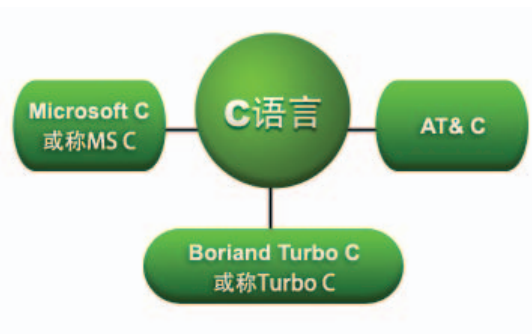 C语言
Microsoft C
或称MS C
AT& C
Boriand Turbo C
或称Turbo C